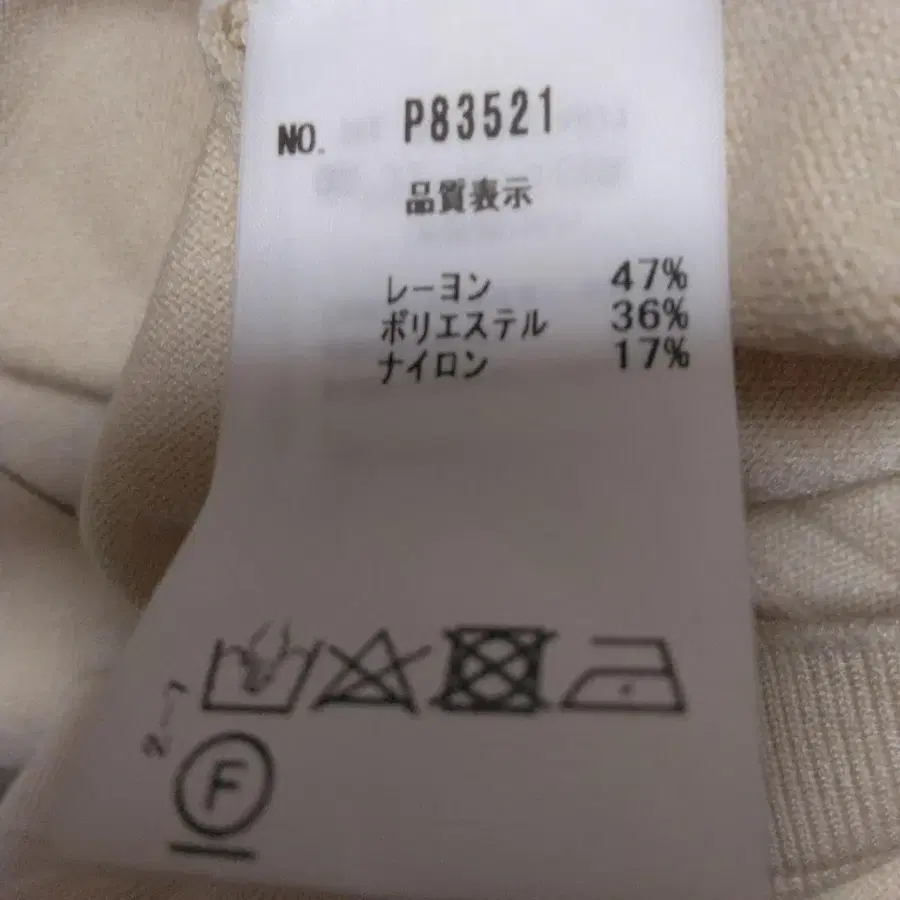 NO. P83521
品質表示
レーヨン 47%
ポリエステル 36%
ナイロン 17%
F